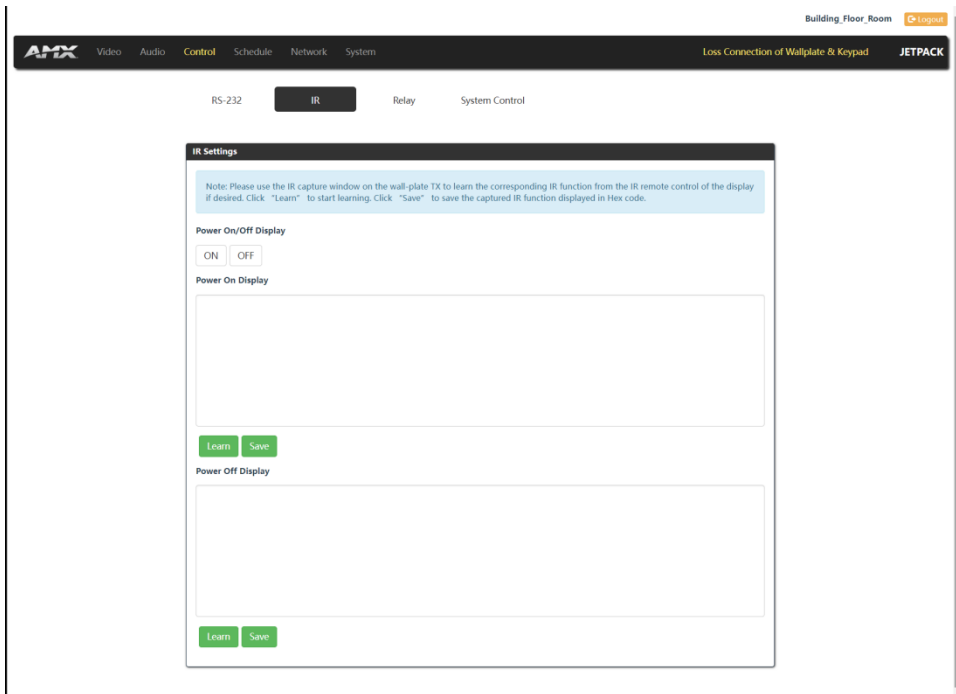 Building_Floor_Room Logout
AMX Video Audio Control Schedule Network System Loss Connection of Wallplate & Keypad JETPACK
RS-232 IR Relay System Control
IR Settings
Note: Please use the IR capture window on the wall-plate TX to learn the corresponding IR function from the IR remote control of the display
if desired. Click "Learn" to start learning. Click "Save" to save the captured IR function displayed in Hex code.
Power On/Off Display
ON OFF
Power On Display
Learn Save
Power Off Display
Learn Save